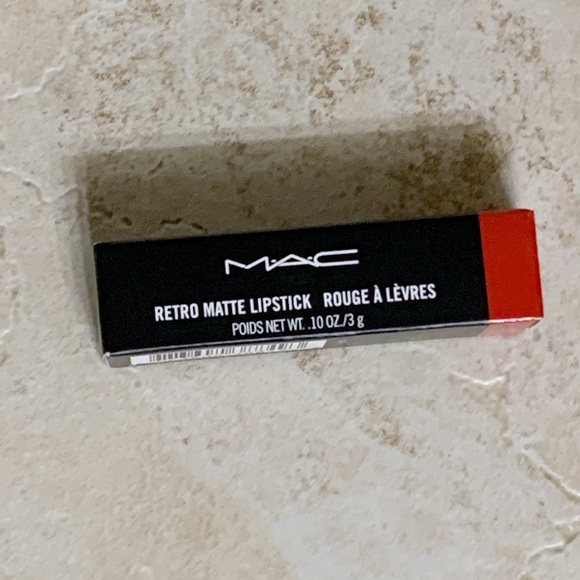 M·A·C
RETRO MATTE LIPSTICK ROUGE À LÈVRES
POIDS NET WT. .10 OZ./3 g